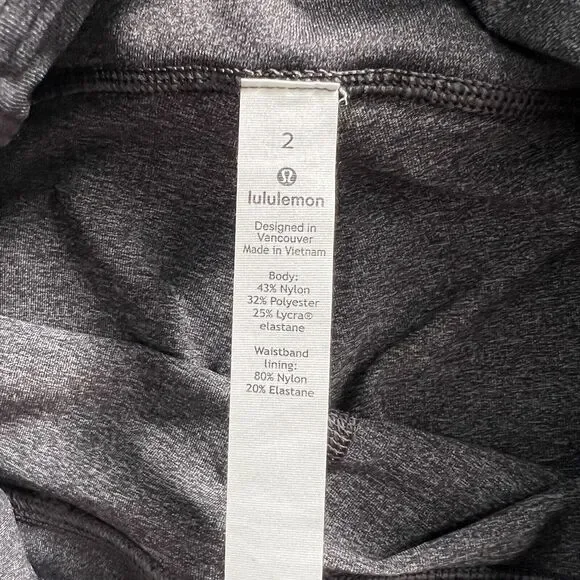 2
lululemon
Designed in
Vancouver
Made in Vietnam
Body:
43% Nylon
32% Polyester
25% Lycra®
elastane
Waistband
lining:
80% Nylon
20% Elastane